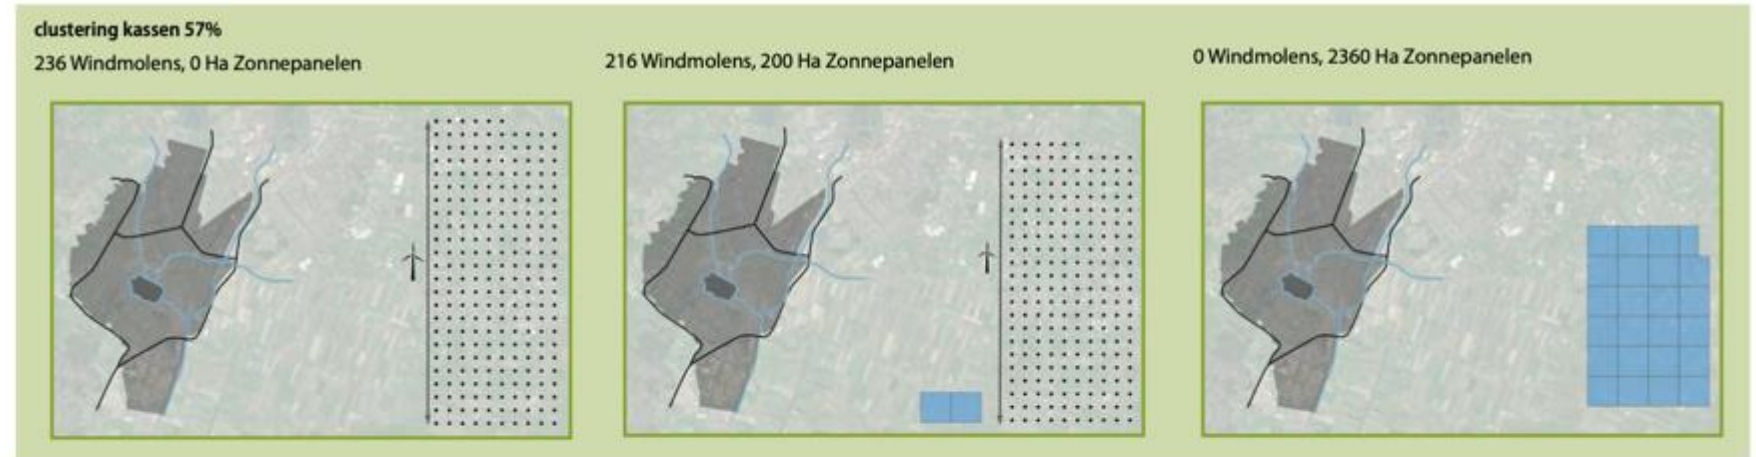 clustering kassen 57%
236 Windmolens, 0 Ha Zonnepanelen
216 Windmolens, 200 Ha Zonnepanelen
0 Windmolens, 2360 Ha Zonnepanelen